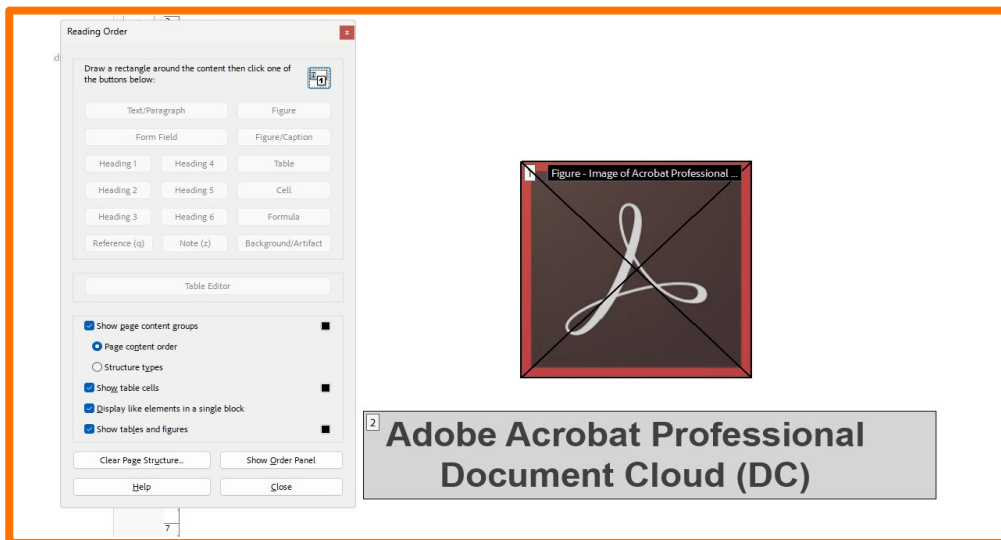 Reading Order
x
Draw a rectangle around the content then click one of
the buttons below:
Text/Paragraph
Figure
Form Field
Figure/Caption
Heading 1
Heading 4
Table
Heading 2
Heading 5
Cell
Heading 3
Heading 6
Formula
Reference (q)
Note (z)
Background/Artifact
Table Editor
Show page content groups
Page content order
Structure types
Show table cells
Display like elements in a single block
Show tables and figures
Clear Page Structure...
Show Order Panel
Help
Close
7
1
Figure - Image of Acrobat Professional ...
2
Adobe Acrobat Professional
Document Cloud (DC)